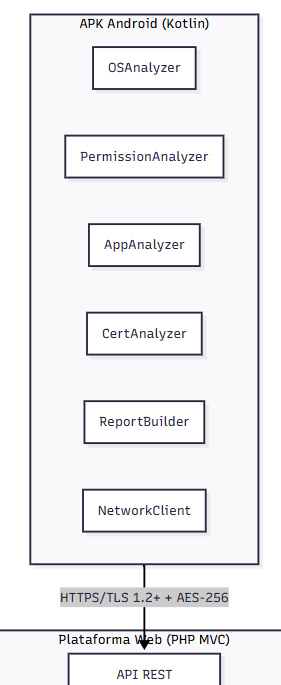 APK Android (Kotlin)
OSAnalyzer
PermissionAnalyzer
AppAnalyzer
CertAnalyzer
ReportBuilder
NetworkClient
HTTPS/TLS 1.2+ + AES-256
Plataforma Web (PHP MVC)
API REST